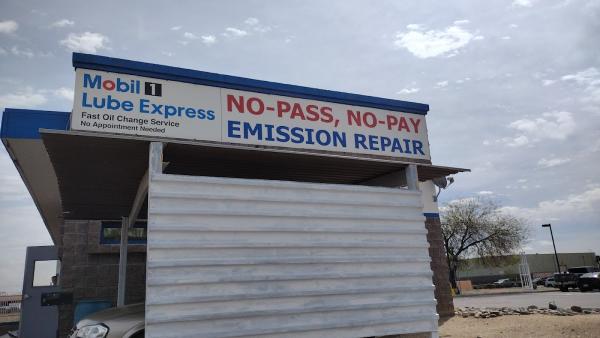 Mobil 1
Lube Express
Fast Oil Change Service
No Appointment Needed
NO-PASS, NO-PAY
EMISSION REPAIR